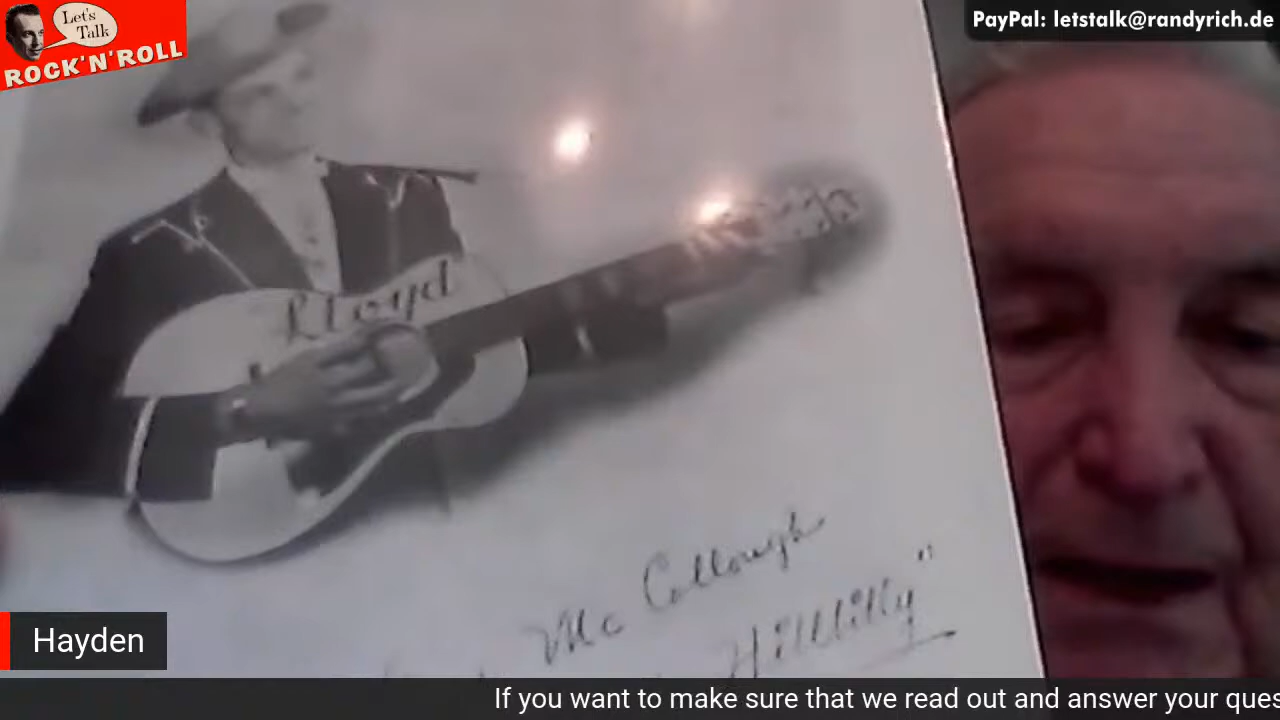 Let's
Talk
ROCK'N'ROLL
PayPal: letstalk@randyrich.de
Lloyd
Mc Collough
Hillbilly"
Hayden
If you want to make sure that we read out and answer your ques